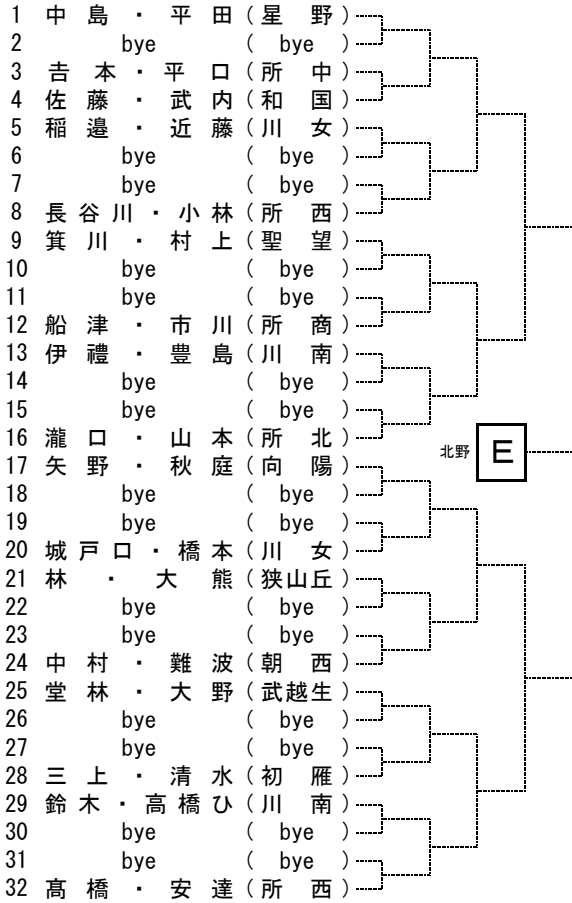 1 中島・平田(星野)
2 bye (bye)
3 吉本・平口(所中)
4 佐藤・武内(和国)
5 稲邉・近藤(川女)
6 bye (bye)
7 bye (bye)
8 長谷川・小林(所西)
9 箕川・村上(聖望)
10 bye (bye)
11 bye (bye)
12 船津・市川(所商)
13 伊禮・豊島(川南)
14 bye (bye)
15 bye (bye)
16 瀧口・山本(所北)
北野 E
17 矢野・秋庭(向陽)
18 bye (bye)
19 bye (bye)
20 城戸口・橋本(川女)
21 林・大熊(狭山丘)
22 bye (bye)
23 bye (bye)
24 中村・難波(朝西)
25 堂林・大野(武越生)
26 bye (bye)
27 bye (bye)
28 三上・清水(初雁)
29 鈴木・高橋ひ(川南)
30 bye (bye)
31 bye (bye)
32 髙橋・安達(所西)